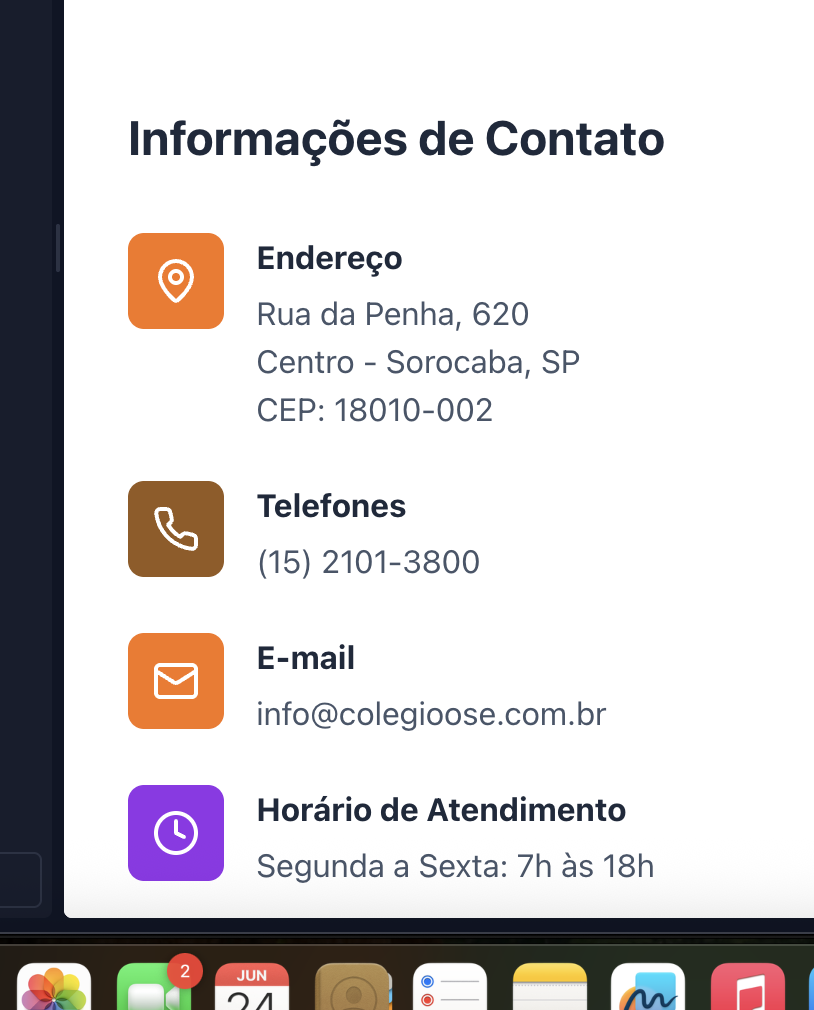 Informações de Contato
Endereço
Rua da Penha, 620
Centro - Sorocaba, SP
CEP: 18010-002
Telefones
(15) 2101-3800
E-mail
info@colegioose.com.br
Horário de Atendimento
Segunda a Sexta: 7h às 18h
2
JUN
24